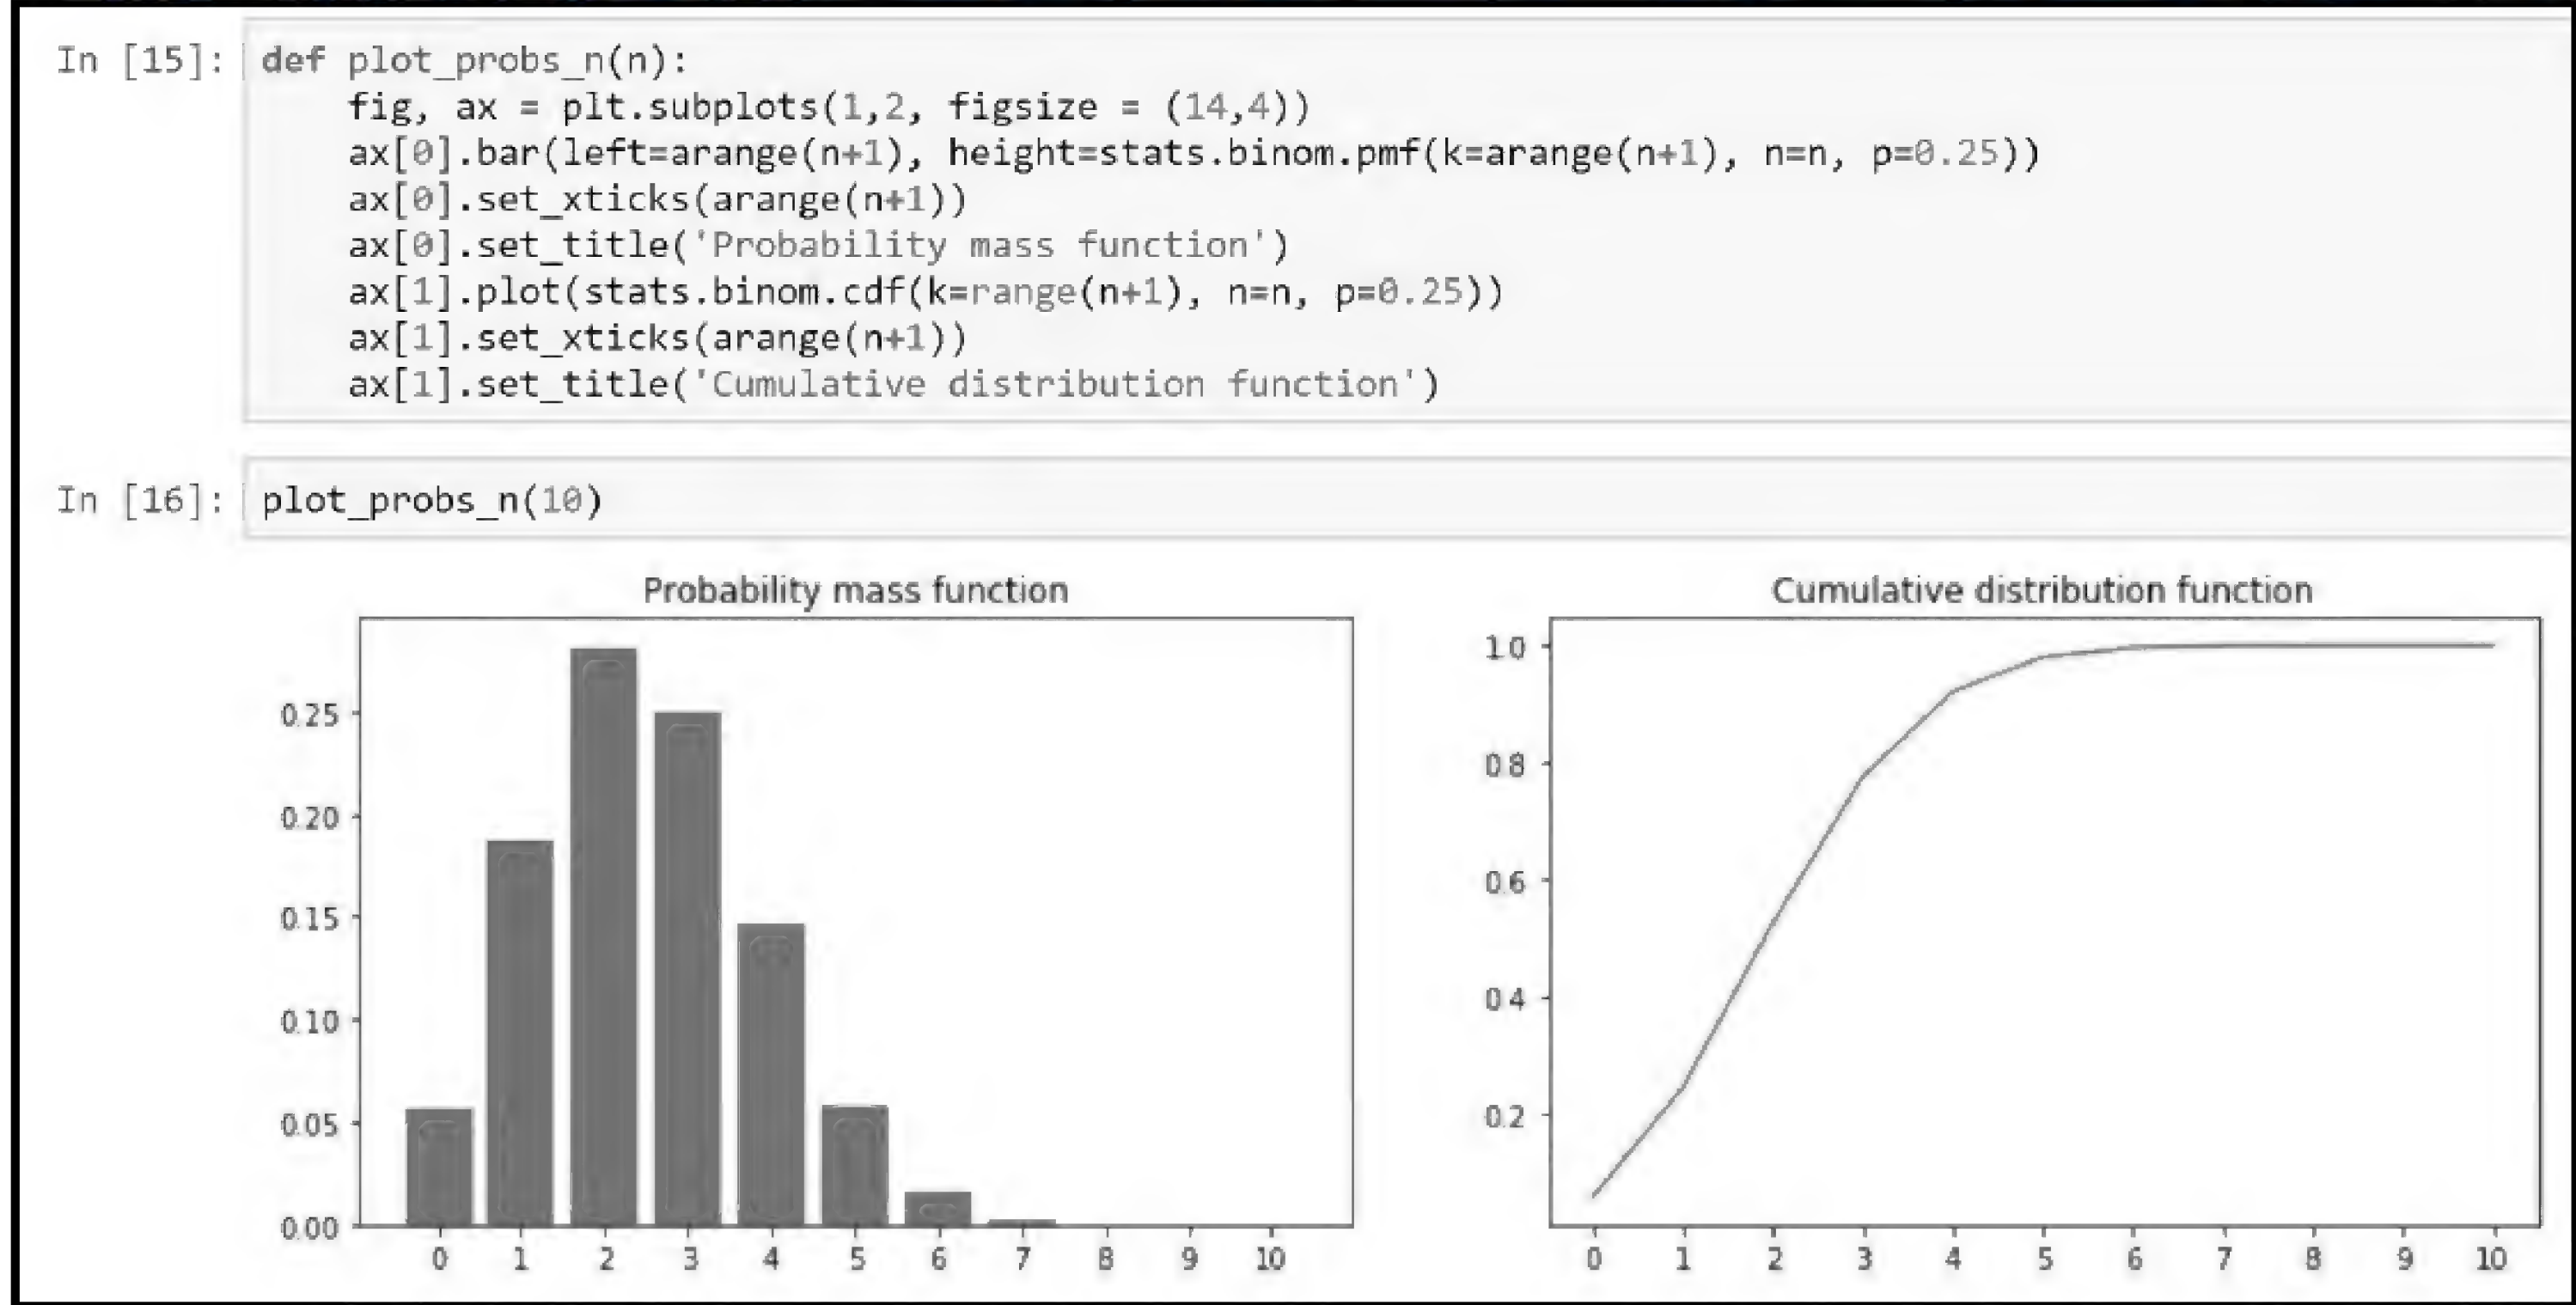 In [15]: def plot_probs_n(n):
    fig, ax = plt.subplots(1,2, figsize = (14,4))
    ax[0].bar(left=arange(n+1), height=stats.binom.pmf(k=arange(n+1), n=n, p=0.25))
    ax[0].set_xticks(arange(n+1))
    ax[0].set_title('Probability mass function')
    ax[1].plot(stats.binom.cdf(k=range(n+1), n=n, p=0.25))
    ax[1].set_xticks(arange(n+1))
    ax[1].set_title('Cumulative distribution function')
In [16]: plot_probs_n(10)
Probability mass function
0.25
0.20
0.15
0.10
0.05
0.00
0 1 2 3 4 5 6 7 8 9 10
Cumulative distribution function
1.0
0.8
0.6
0.4
0.2
0 1 2 3 4 5 6 7 8 9 10